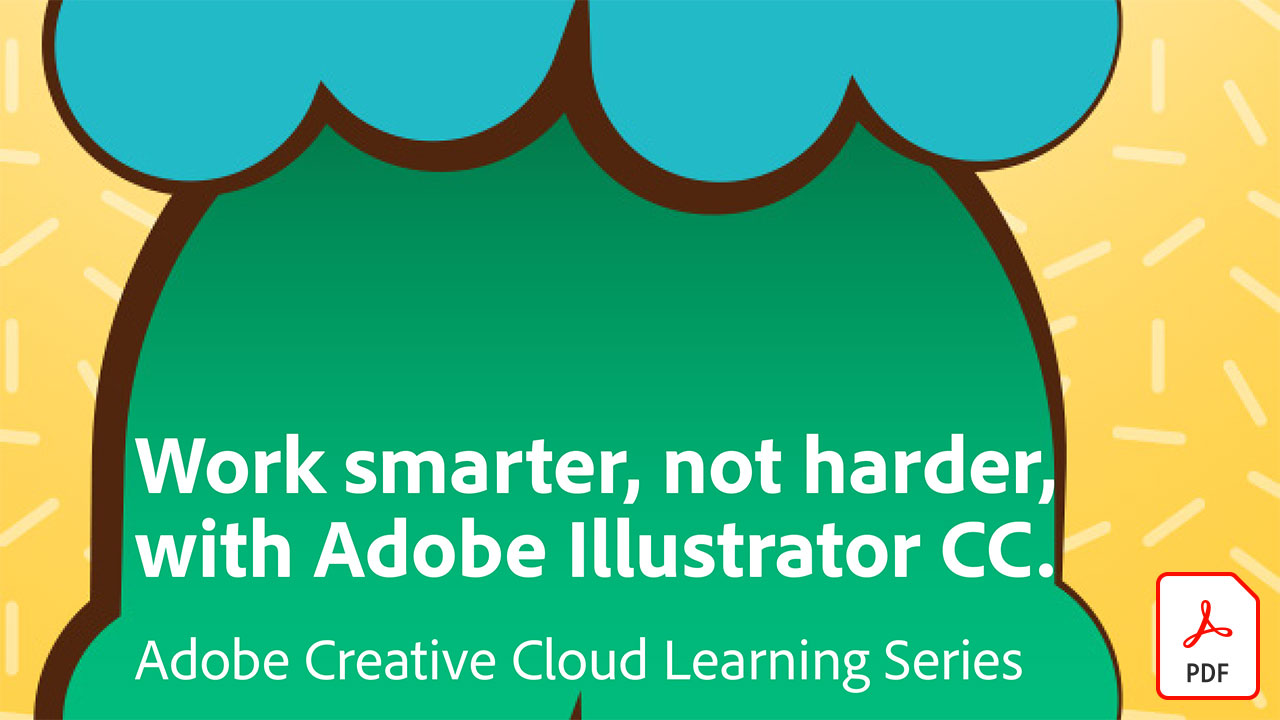 Work smarter, not harder,
with Adobe Illustrator CC.
Adobe Creative Cloud Learning Series
PDF